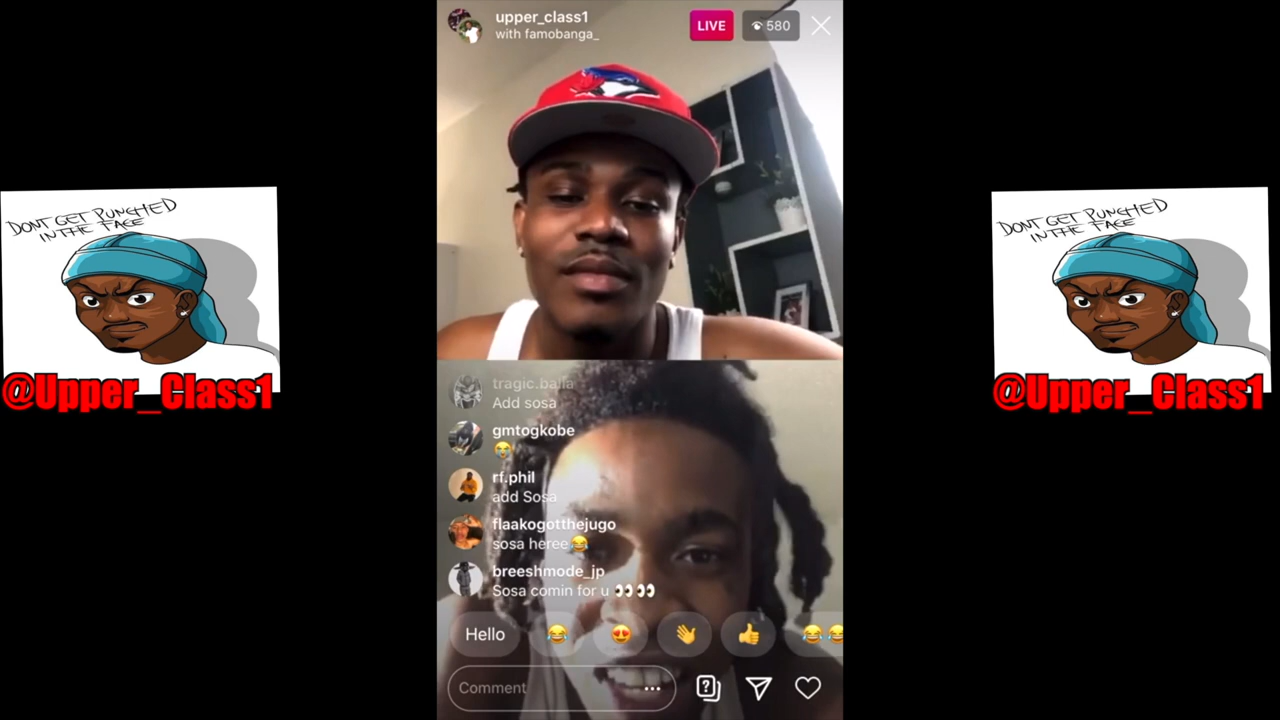 upper_class1
with famobanga_
LIVE
580
DONT GET PUNCHED
IN THE FACE
@Upper_Class1
DONT GET PUNCHED
IN THE FACE
@Upper_Class1
tragic.balla
Add sosa
gmtogkobe
😭
rf.phil
add Sosa
flaakogotthejugo
sosa heree 😂
breeshmode_jp
Sosa comin for u 👀👀
Hello 😂 😍 👋 👍 😂😂
Comment